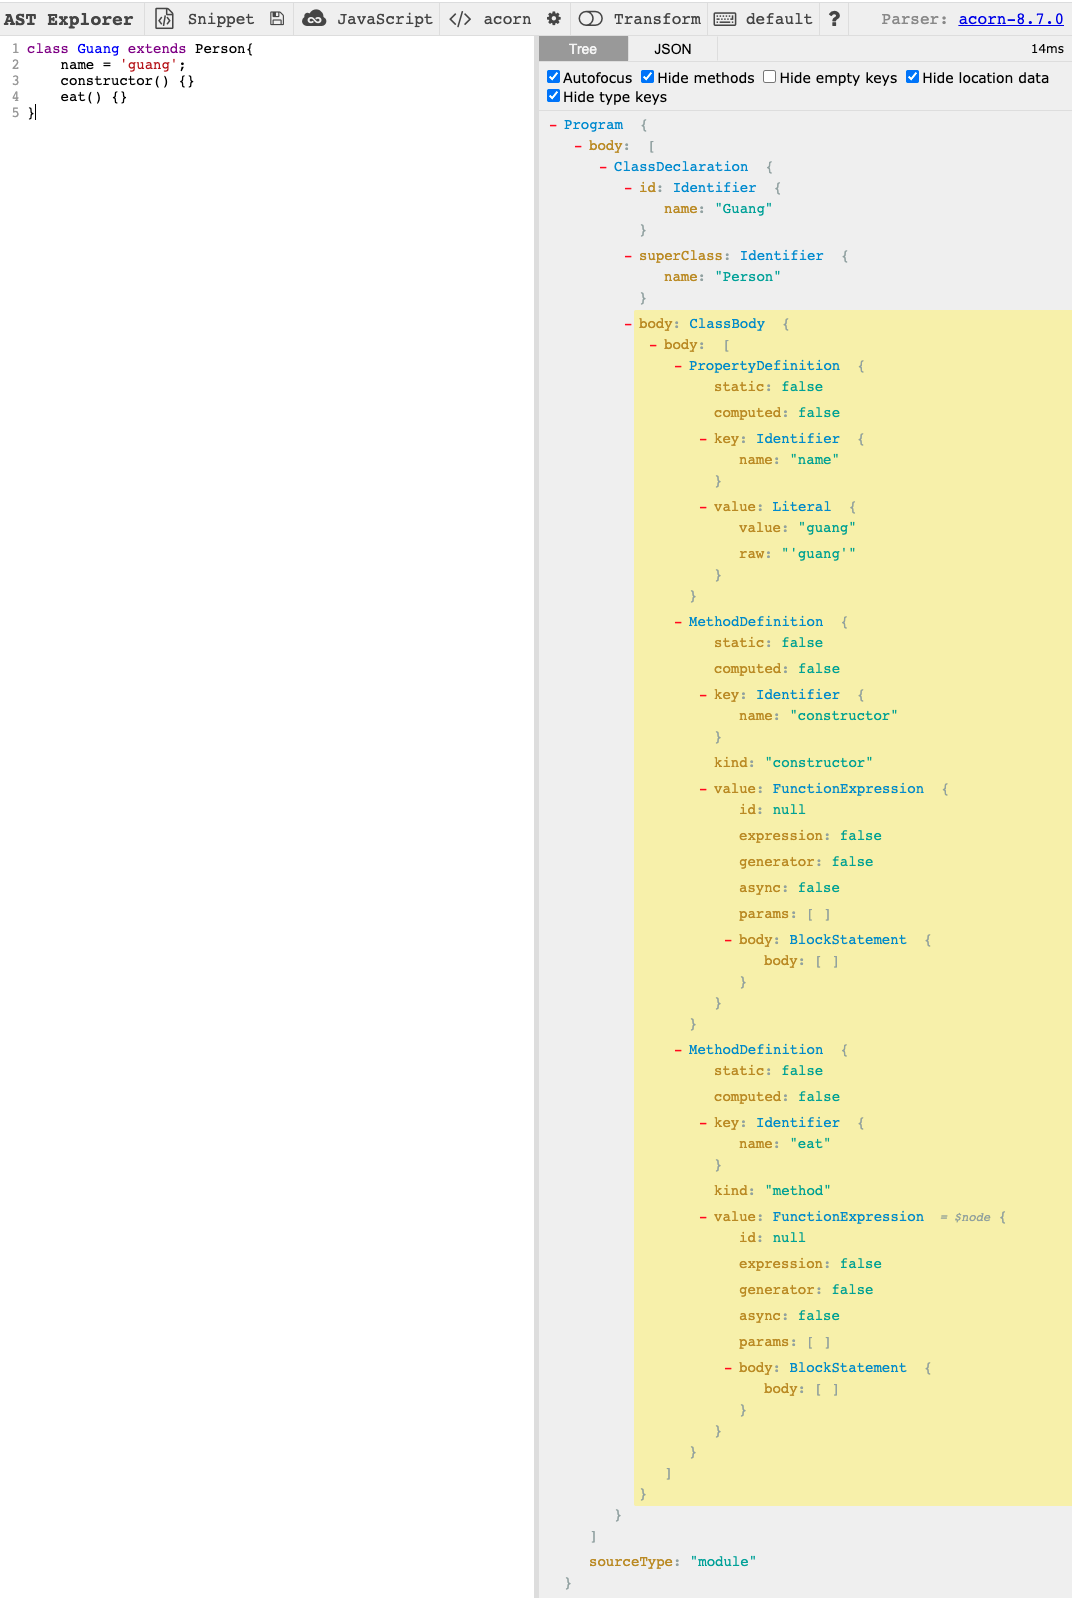 AST Explorer Snippet JavaScript </> acorn Transform default ? Parser: acorn-8.7.0
1 class Guang extends Person{
2     name = 'guang';
3     constructor() {}
4     eat() {}
5 }
Tree JSON 14ms
Autofocus Hide methods Hide empty keys Hide location data
Hide type keys
- Program {
- body: [
- ClassDeclaration {
- id: Identifier {
name: "Guang"
}
- superClass: Identifier {
name: "Person"
}
- body: ClassBody {
- body: [
- PropertyDefinition {
static: false
computed: false
- key: Identifier {
name: "name"
}
- value: Literal {
value: "guang"
raw: "'guang'"
}
}
- MethodDefinition {
static: false
computed: false
- key: Identifier {
name: "constructor"
}
kind: "constructor"
- value: FunctionExpression {
id: null
expression: false
generator: false
async: false
params: [ ]
- body: BlockStatement {
body: [ ]
}
}
}
- MethodDefinition {
static: false
computed: false
- key: Identifier {
name: "eat"
}
kind: "method"
- value: FunctionExpression = $node {
id: null
expression: false
generator: false
async: false
params: [ ]
- body: BlockStatement {
body: [ ]
}
}
}
]
}
}
]
sourceType: "module"
}